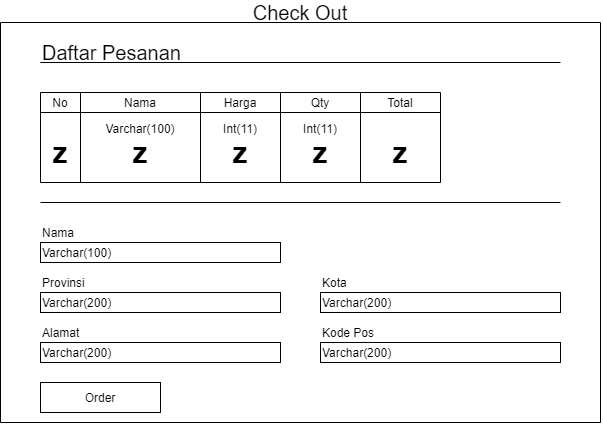 Check Out
Daftar Pesanan
No Nama Harga Qty Total
Varchar(100) Int(11) Int(11)
Z Z Z Z Z
Nama
Varchar(100)
Provinsi Kota
Varchar(200) Varchar(200)
Alamat Kode Pos
Varchar(200) Varchar(200)
Order